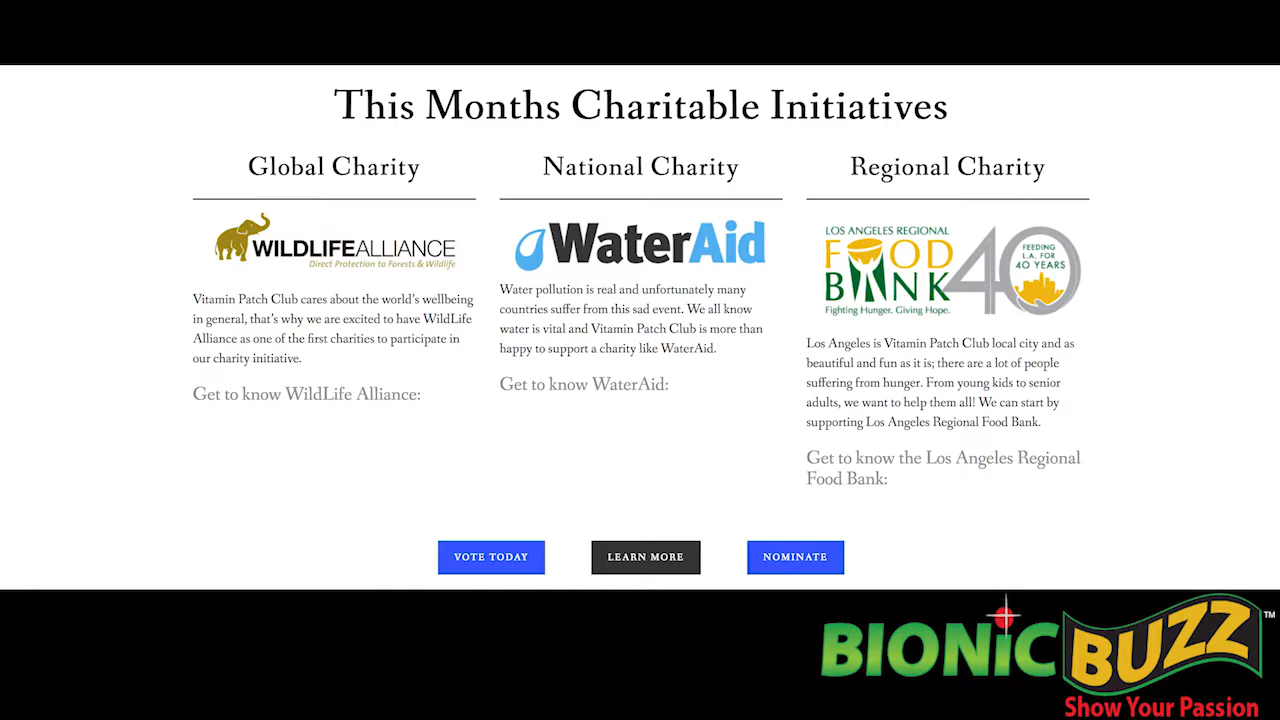 This Months Charitable Initiatives
Global Charity
WILDLIFEALLIANCE
Direct Protection to Forests & Wildlife
Vitamin Patch Club cares about the world's wellbeing
in general, that's why we are excited to have WildLife
Alliance as one of the first charities to participate in
our charity initiative.
Get to know WildLife Alliance:
National Charity
WaterAid
Water pollution is real and unfortunately many
countries suffer from this sad event. We all know
water is vital and Vitamin Patch Club is more than
happy to support a charity like WaterAid.
Get to know WaterAid:
Regional Charity
LOS ANGELES REGIONAL
FOOD
BANK
Fighting Hunger. Giving Hope.
40
FEEDING
L.A. FOR
40 YEARS
Los Angeles is Vitamin Patch Club local city and as
beautiful and fun as it is; there are a lot of people
suffering from hunger. From young kids to senior
adults, we want to help them all! We can start by
supporting Los Angeles Regional Food Bank.
Get to know the Los Angeles Regional
Food Bank:
VOTE TODAY
LEARN MORE
NOMINATE
BIONiC BUZZ™
Show Your Passion